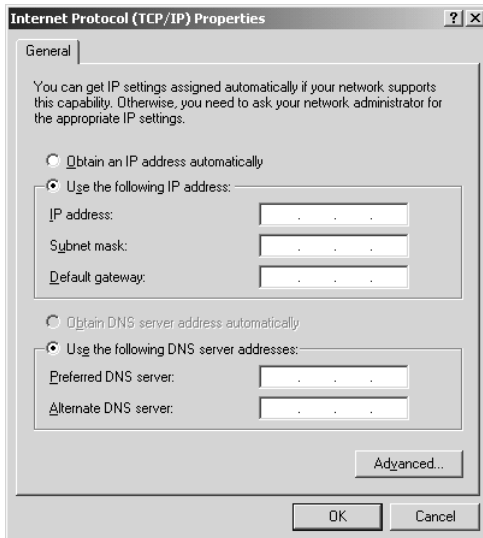 Internet Protocol (TCP/IP) Properties
General
You can get IP settings assigned automatically if your network supports
this capability. Otherwise, you need to ask your network administrator for
the appropriate IP settings.
Obtain an IP address automatically
Use the following IP address:
IP address:
Subnet mask:
Default gateway:
Obtain DNS server address automatically
Use the following DNS server addresses:
Preferred DNS server:
Alternate DNS server:
Advanced...
OK
Cancel